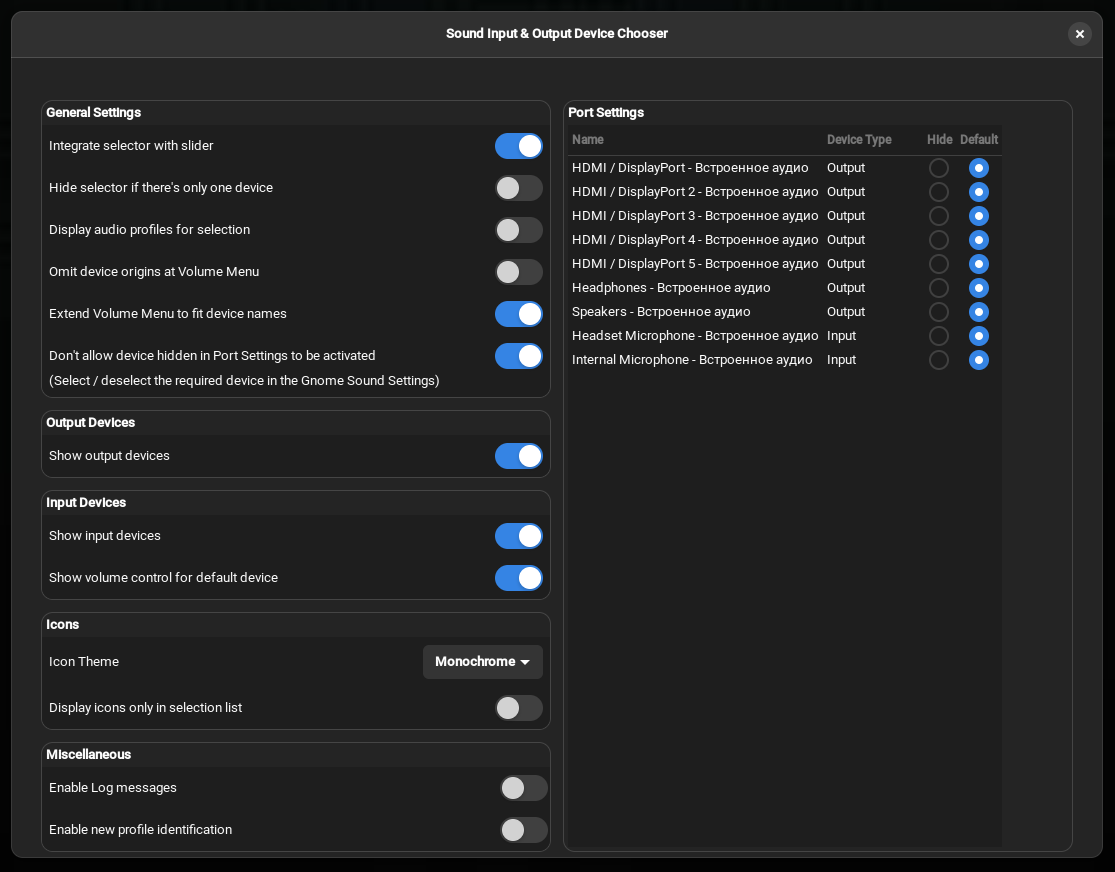 Sound Input & Output Device Chooser
General Settings
Integrate selector with slider
Hide selector if there's only one device
Display audio profiles for selection
Omit device origins at Volume Menu
Extend Volume Menu to fit device names
Don't allow device hidden in Port Settings to be activated
(Select / deselect the required device in the Gnome Sound Settings)
Output Devices
Show output devices
Input Devices
Show input devices
Show volume control for default device
Icons
Icon Theme Monochrome
Display icons only in selection list
Miscellaneous
Enable Log messages
Enable new profile identification
Port Settings
Name Device Type Hide Default
HDMI / DisplayPort - Встроенное аудио Output
HDMI / DisplayPort 2 - Встроенное аудио Output
HDMI / DisplayPort 3 - Встроенное аудио Output
HDMI / DisplayPort 4 - Встроенное аудио Output
HDMI / DisplayPort 5 - Встроенное аудио Output
Headphones - Встроенное аудио Output
Speakers - Встроенное аудио Output
Headset Microphone - Встроенное аудио Input
Internal Microphone - Встроенное аудио Input